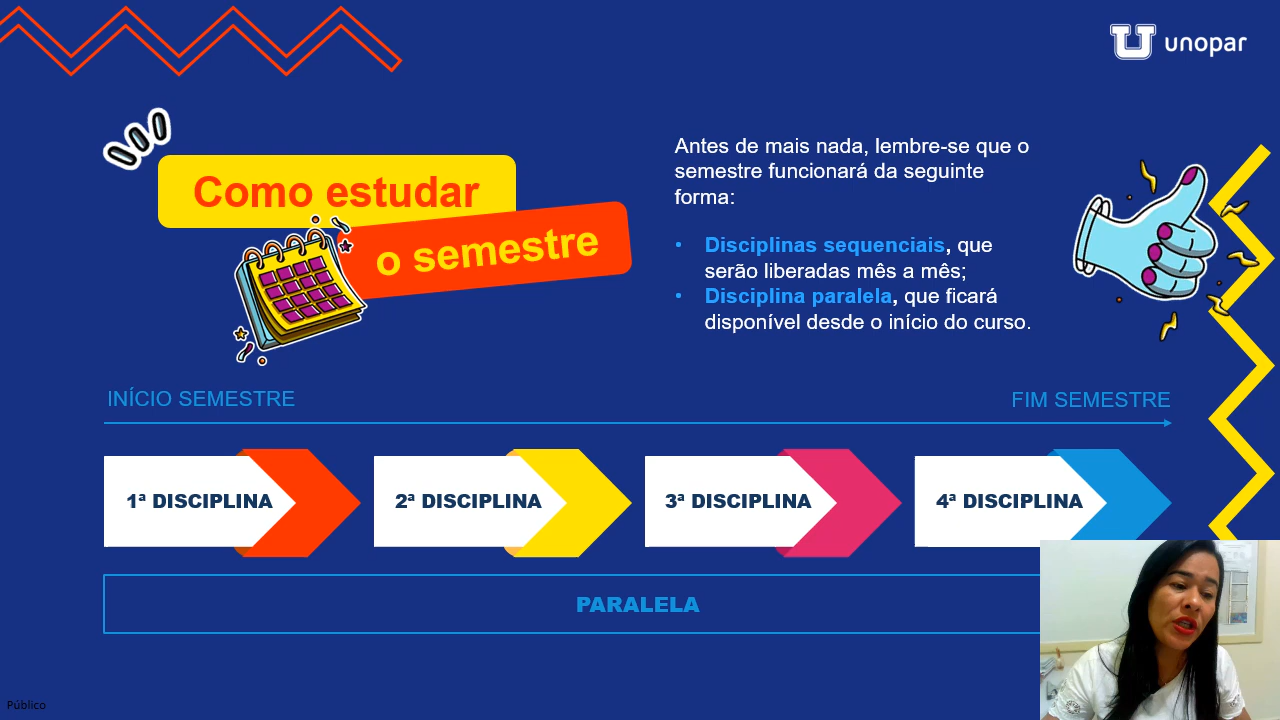 unopar
Como estudar
o semestre
Antes de mais nada, lembre-se que o
semestre funcionará da seguinte
forma:
• Disciplinas sequenciais, que
serão liberadas mês a mês;
• Disciplina paralela, que ficará
disponível desde o início do curso.
INÍCIO SEMESTRE
FIM SEMESTRE
1ª DISCIPLINA
2ª DISCIPLINA
3ª DISCIPLINA
4ª DISCIPLINA
PARALELA
Público